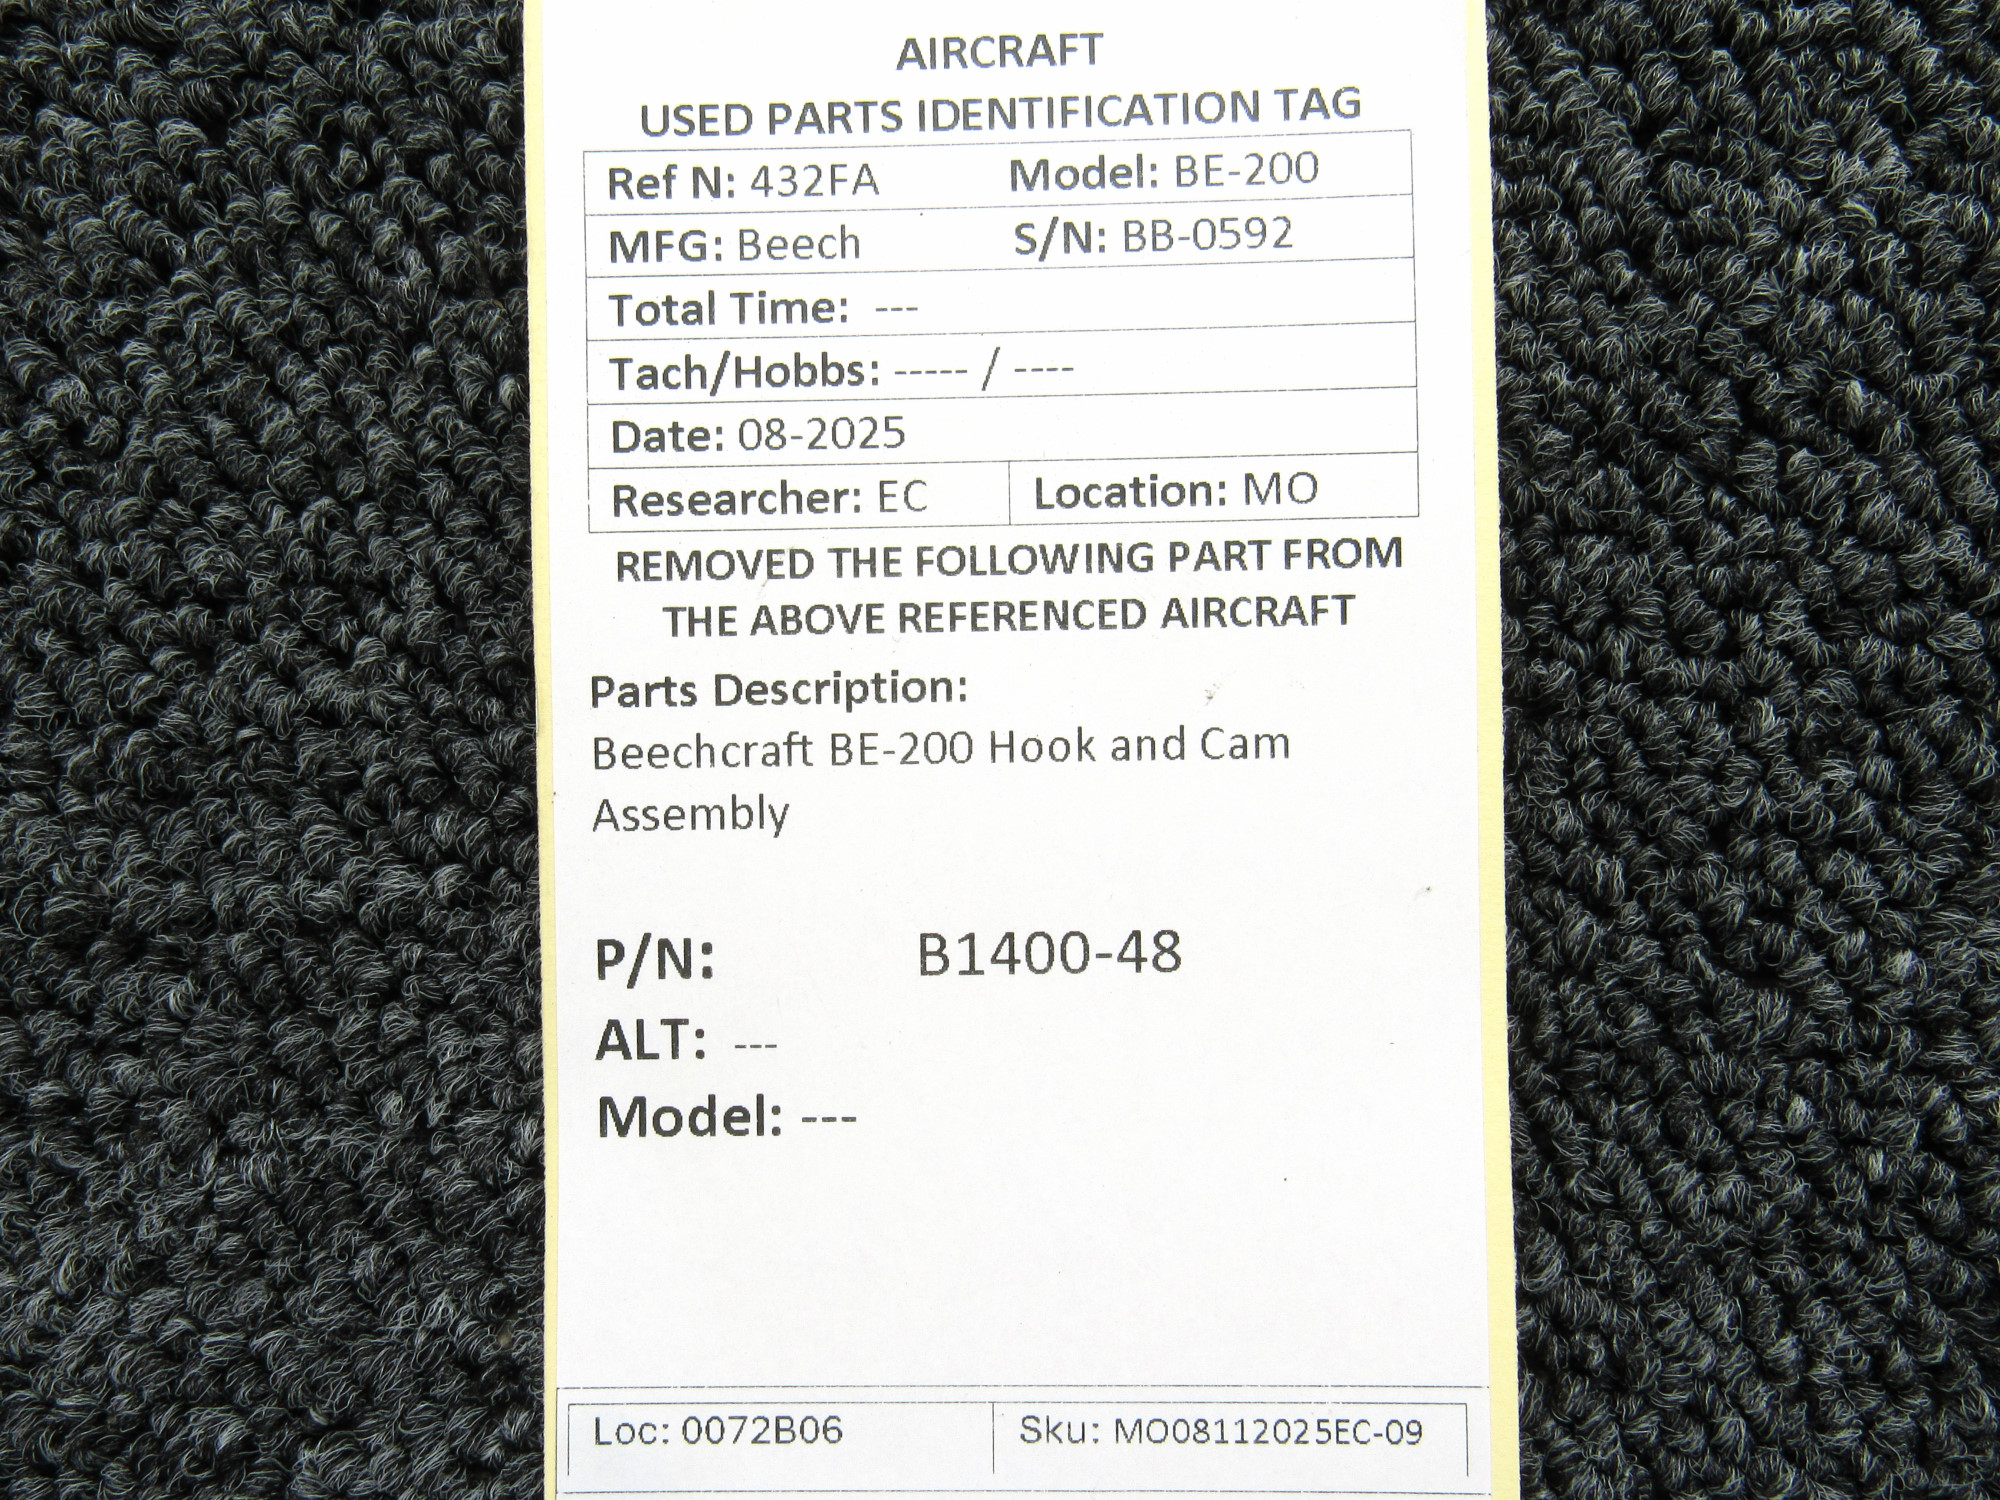 AIRCRAFT
USED PARTS IDENTIFICATION TAG
Ref N: 432FA Model: BE-200
MFG: Beech S/N: BB-0592
Total Time: ---
Tach/Hobbs: ----- / ----
Date: 08-2025
Researcher: EC Location: MO
REMOVED THE FOLLOWING PART FROM
THE ABOVE REFERENCED AIRCRAFT
Parts Description:
Beechcraft BE-200 Hook and Cam
Assembly
P/N: B1400-48
ALT: ---
Model: ---
Loc: 0072B06 Sku: MO08112025EC-09